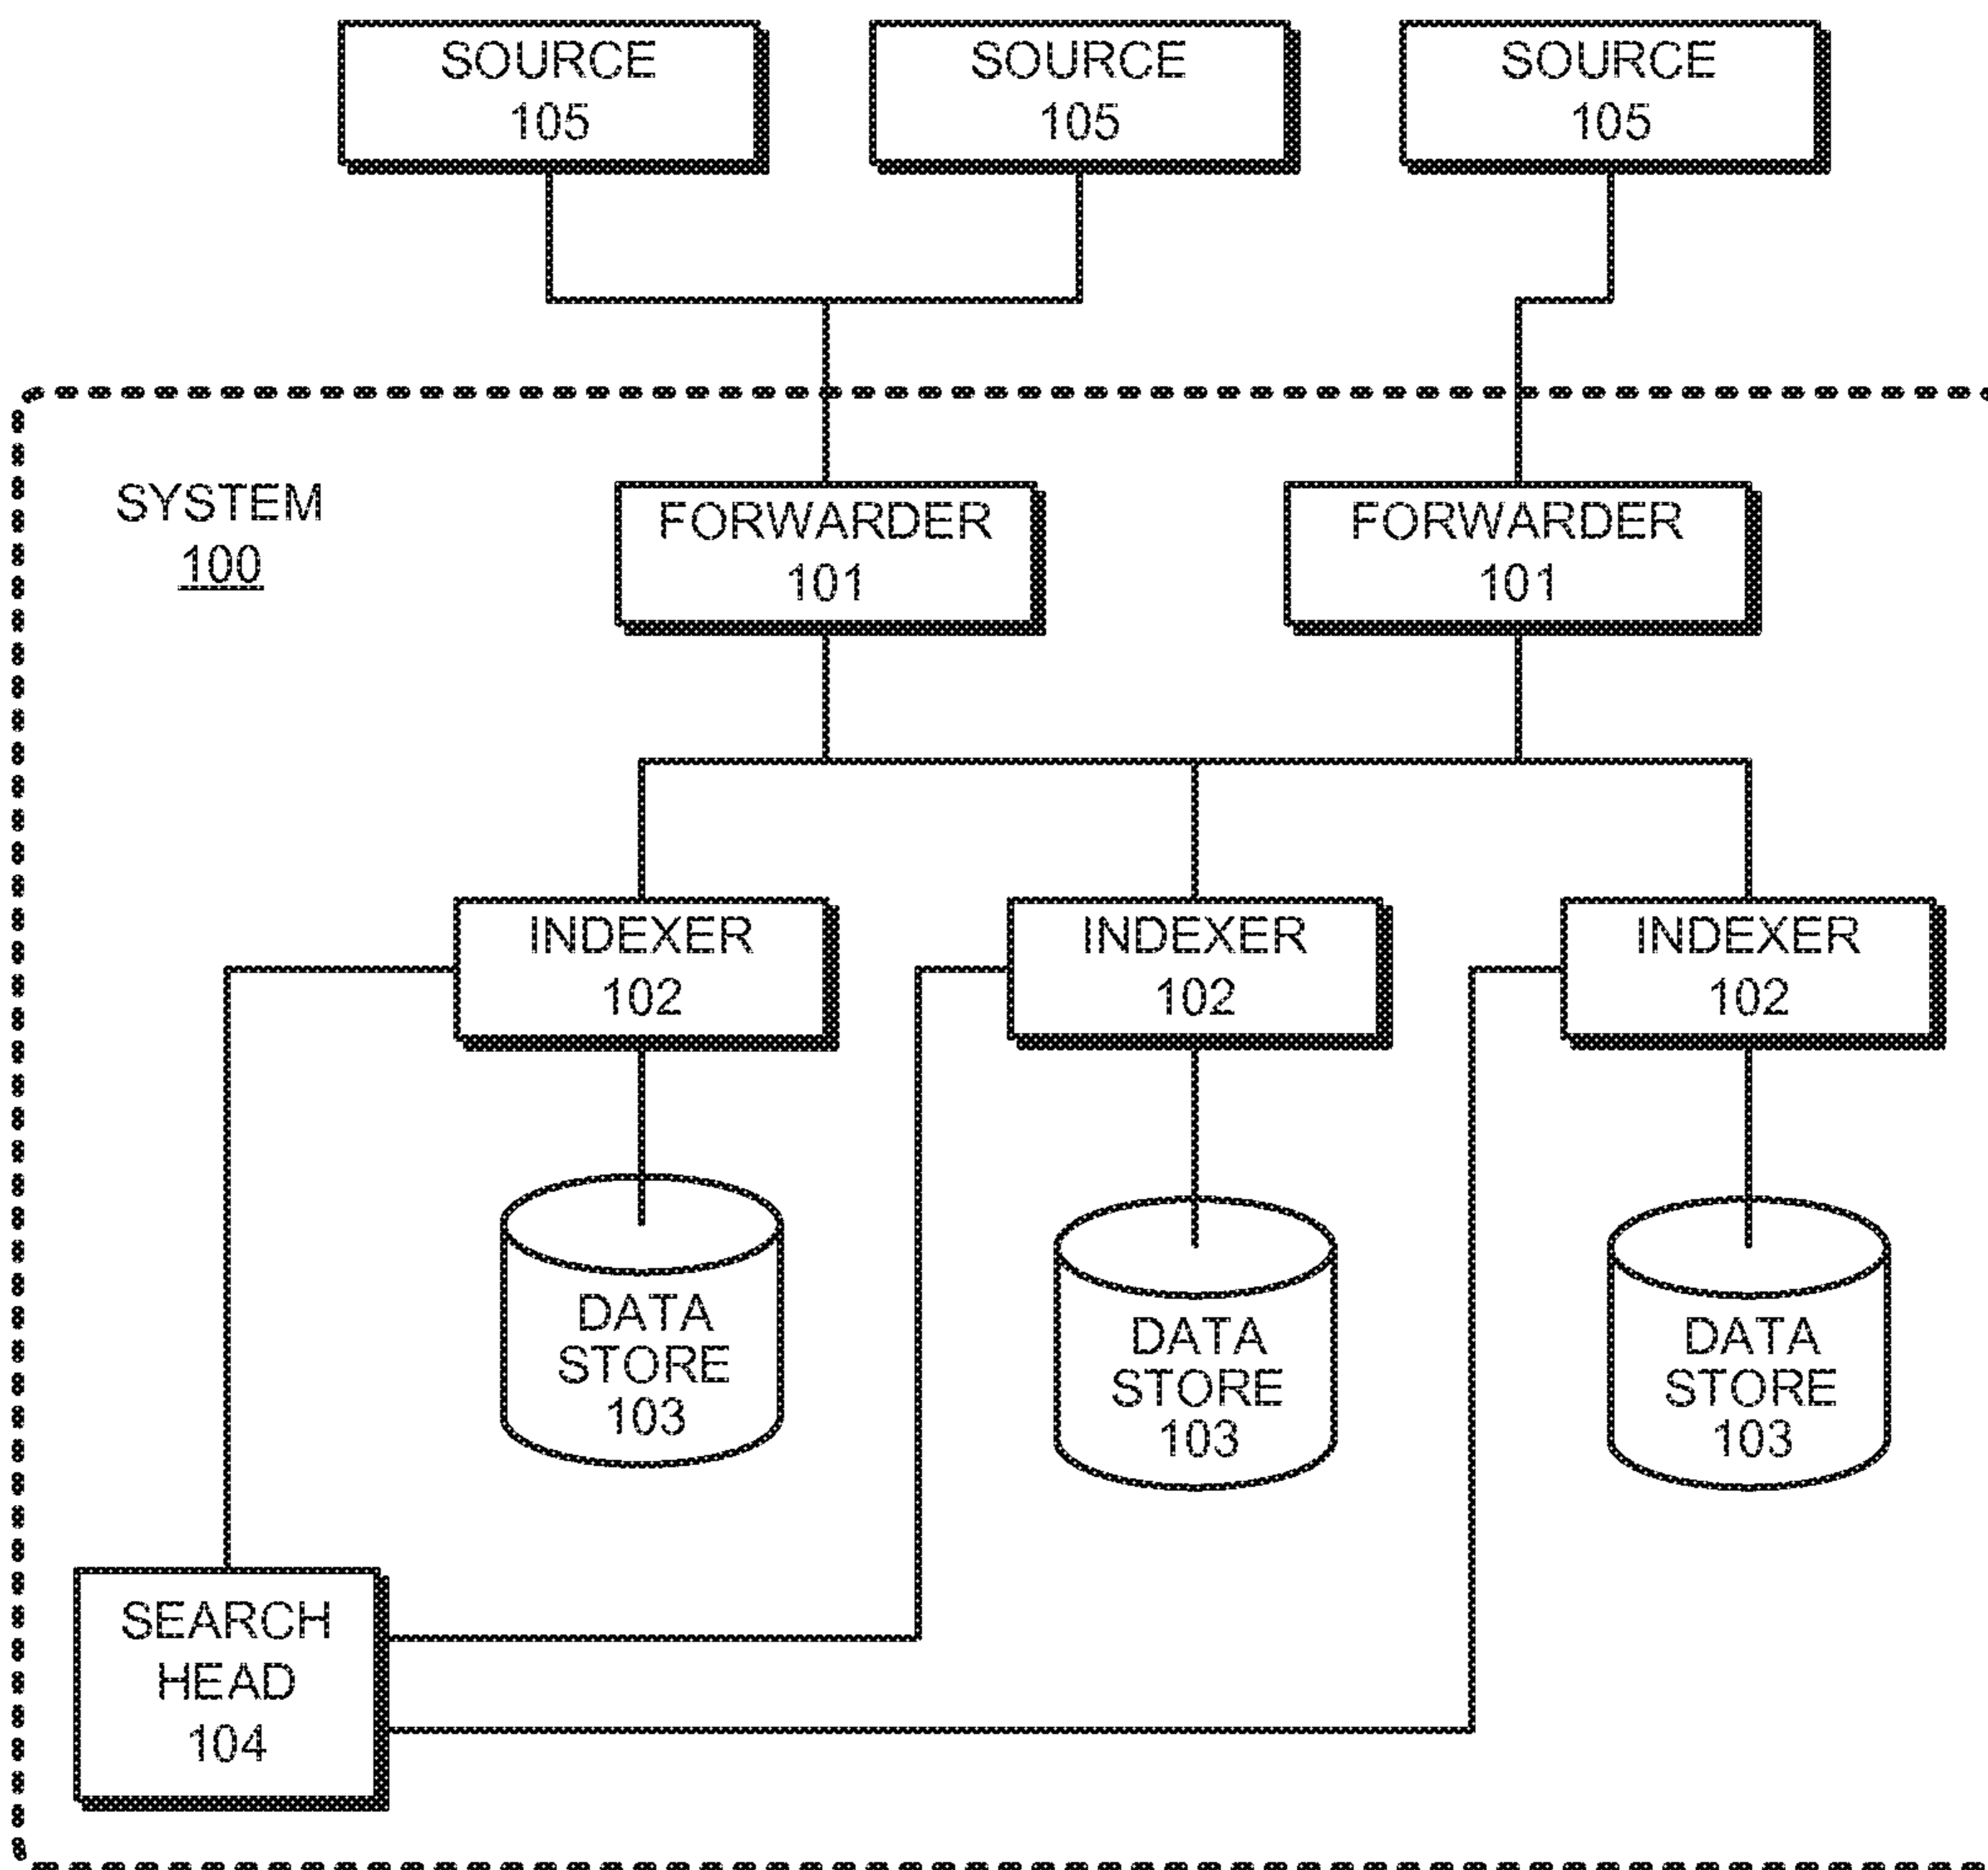 SOURCE
105
SOURCE
105
SOURCE
105
SYSTEM
100
FORWARDER
101
FORWARDER
101
INDEXER
102
INDEXER
102
INDEXER
102
DATA
STORE
103
DATA
STORE
103
DATA
STORE
103
SEARCH
HEAD
104